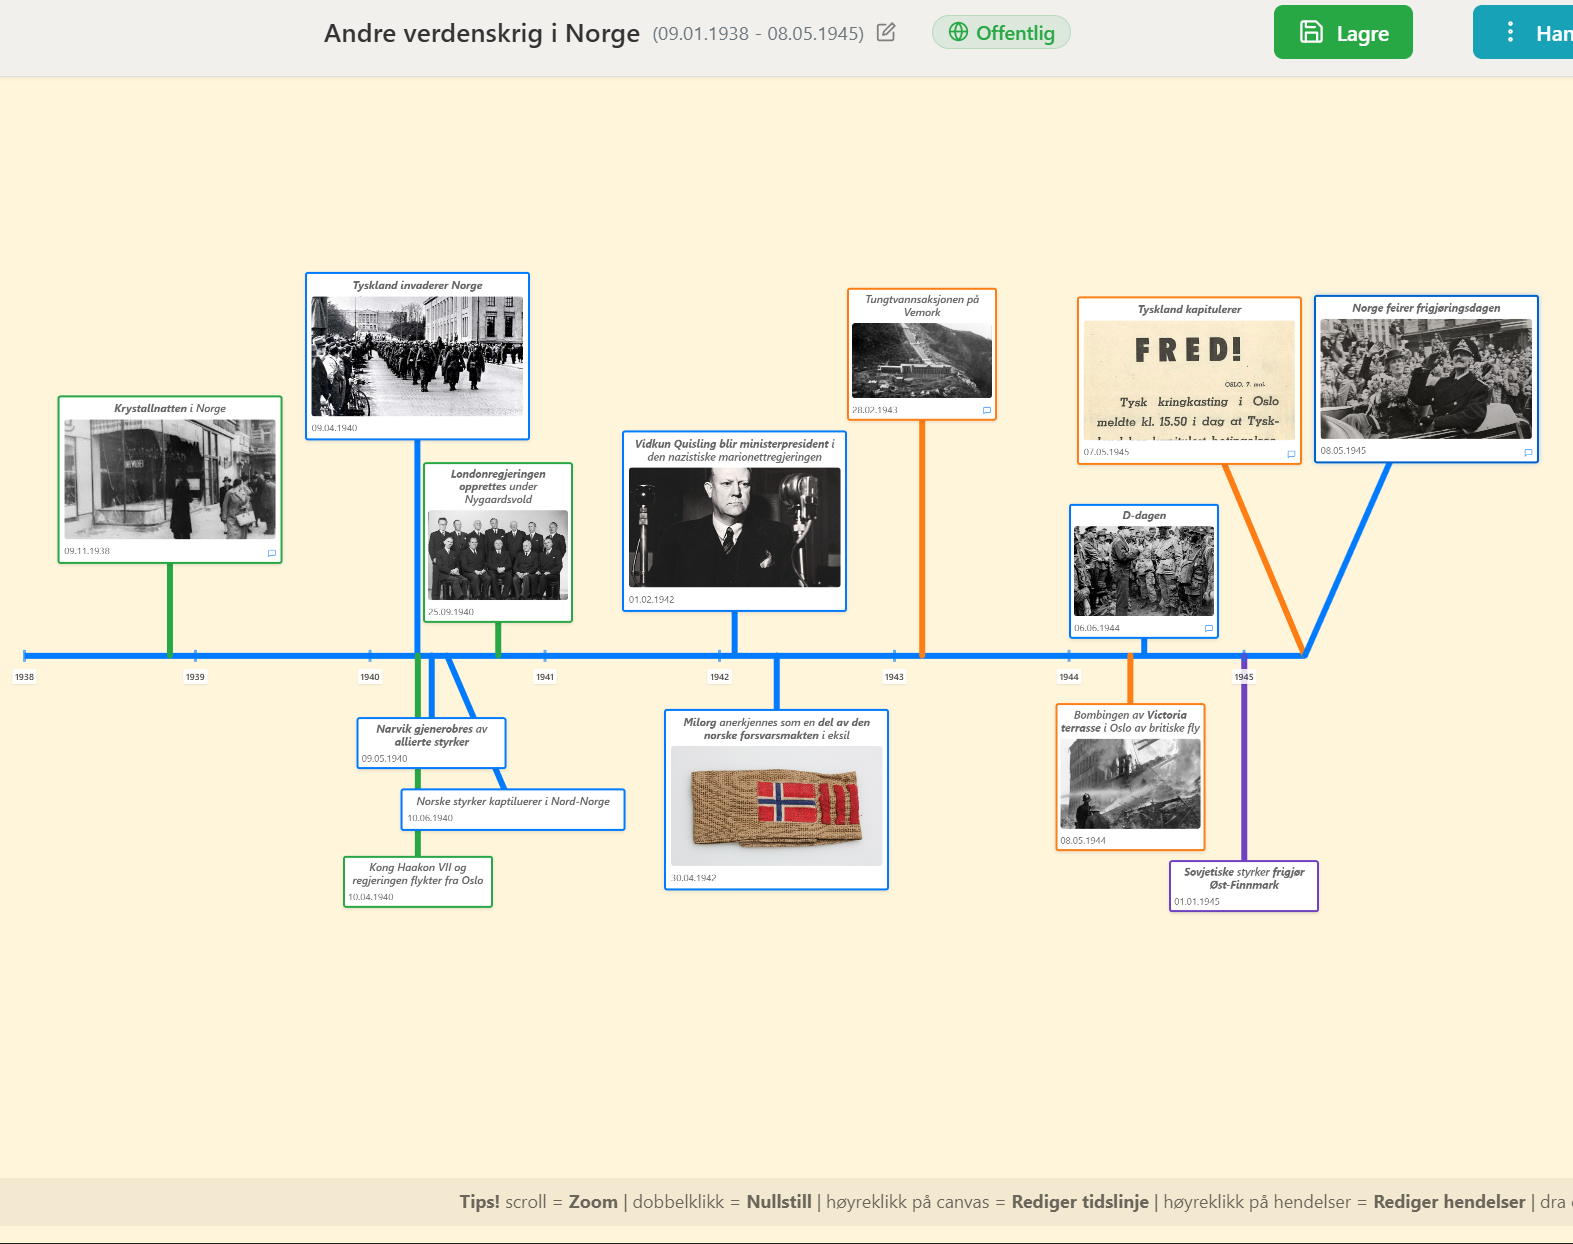 Andre verdenskrig i Norge (09.01.1938 - 08.05.1945) Offentlig Lagre
Tyskland invaderer Norge
09.04.1940
Tungtvannsaksjonen på
Vemork
28.02.1943
Tyskland kapitulerer
FRED!
OSLO, 7. mai.
Tysk kringkasting i Oslo
meldte kl. 15.50 i dag at Tysk-
07.05.1945
Norge feirer frigjøringsdagen
08.05.1945
Krystallnatten i Norge
09.11.1938
Londonregjeringen
opprettes under
Nygaardsvold
25.09.1940
Vidkun Quisling blir ministerpresident i
den nazistiske marionettregjeringen
01.02.1942
D-dagen
06.06.1944
1938 1939 1940 1941 1942 1943 1944 1945
Narvik gjenerobres av
allierte styrker
09.05.1940
Norske styrker kaptiluerer i Nord-Norge
10.06.1940
Kong Haakon VII og
regjeringen flykter fra Oslo
10.04.1940
Milorg anerkjennes som en del av den
norske forsvarsmakten i eksil
30.04.1942
Bombingen av Victoria
terrasse i Oslo av britiske fly
08.05.1944
Sovjetiske styrker frigjør
Øst-Finnmark
01.01.1945
Tips! scroll = Zoom | dobbelklikk = Nullstill | høyreklikk på canvas = Rediger tidslinje | høyreklikk på hendelser = Rediger hendelser | dra